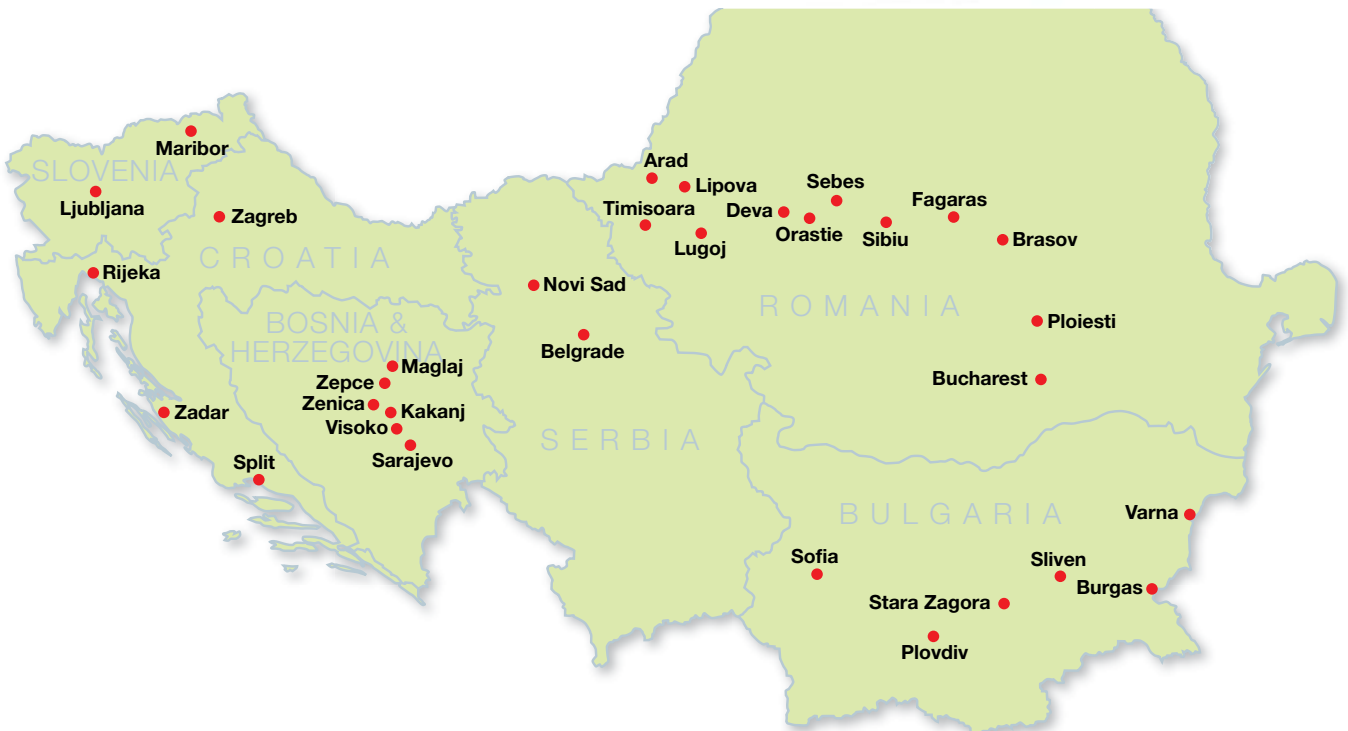 Maribor
SLOVENIA
Ljubljana
Zagreb
CROATIA
Rijeka
BOSNIA &
HERZEGOVINA
Maglaj
Zepce
Zenica
Kakanj
Visoko
Sarajevo
Zadar
Split
Novi Sad
Belgrade
SERBIA
Arad
Lipova
Timisoara
Lugoj
Deva
Orastie
Sebes
Sibiu
Fagaras
Brasov
ROMANIA
Ploiesti
Bucharest
BULGARIA
Varna
Sofia
Sliven
Burgas
Stara Zagora
Plovdiv